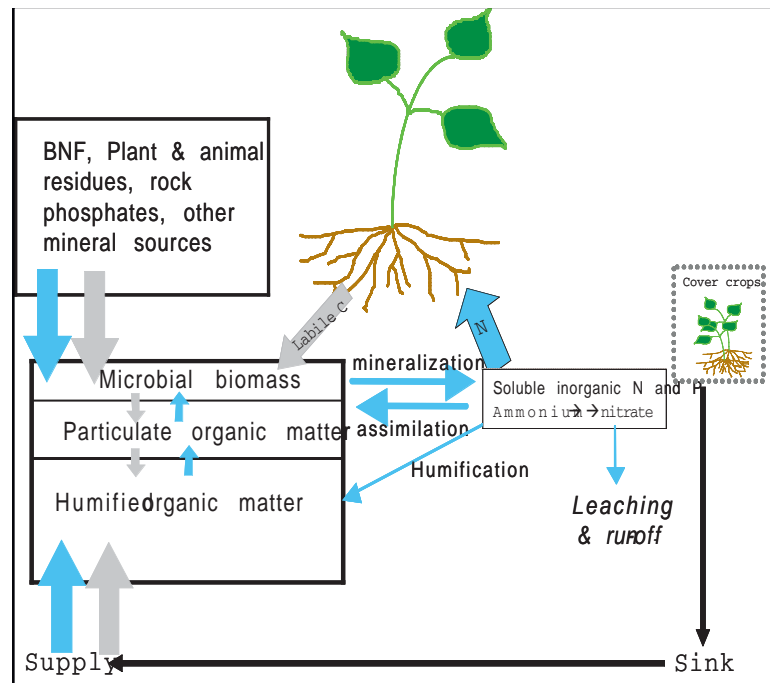 BNF, Plant & animal
residues, rock
phosphates, other
mineral sources
Cover crops
Labile C
N
Microbial biomass
mineralization
Soluble inorganic N and P
Ammonium→→nitrate
Particulate organic matter
assimilation
Humification
Humified organic matter
Leaching
& runoff
Supply
Sink